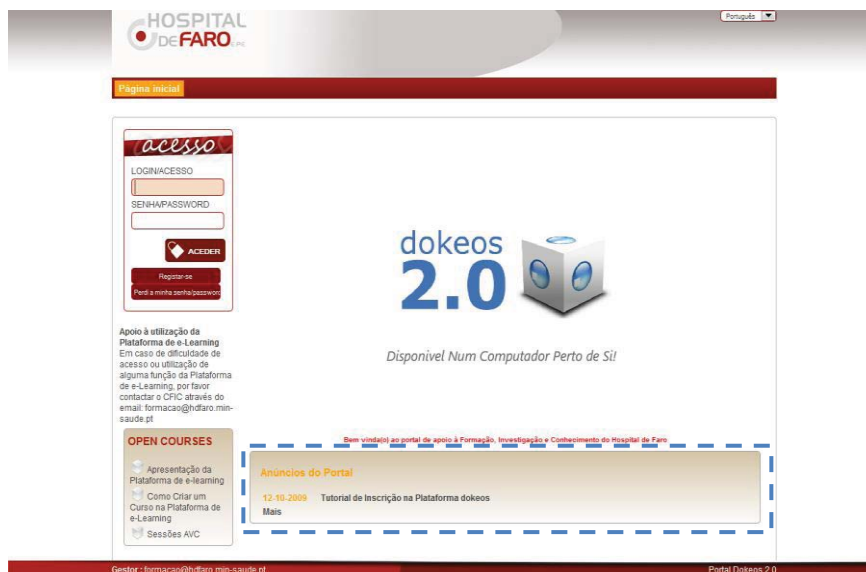 HOSPITAL
DE FARO, EPE
Português
Página inicial
acesso
LOGIN/ACESSO
SENHA/PASSWORD
ACEDER
Registar-se
Perdi a minha senha/password
dokeos
2.0
Disponivel Num Computador Perto de Si!
Apoio à utilização da
Plataforma de e-Learning
Em caso de dificuldade de
acesso ou utilização de
alguma função da Plataforma
de e-Learning, por favor
contactar o CFIC através do
email: formacao@hdfaro.min-
saude.pt
OPEN COURSES
Apresentação da
Plataforma de e-learning
Como Criar um
Curso na Plataforma de
e-Learning
Sessões AVC
Bem vinda(o) ao portal de apoio à Formação, Investigação e Conhecimento do Hospital de Faro
Anúncios do Portal
12-10-2009 Tutorial de Inscrição na Plataforma dokeos
Mais
Gestor : formacao@hdfaro.min-saude.pt
Portal Dokeos 2.0